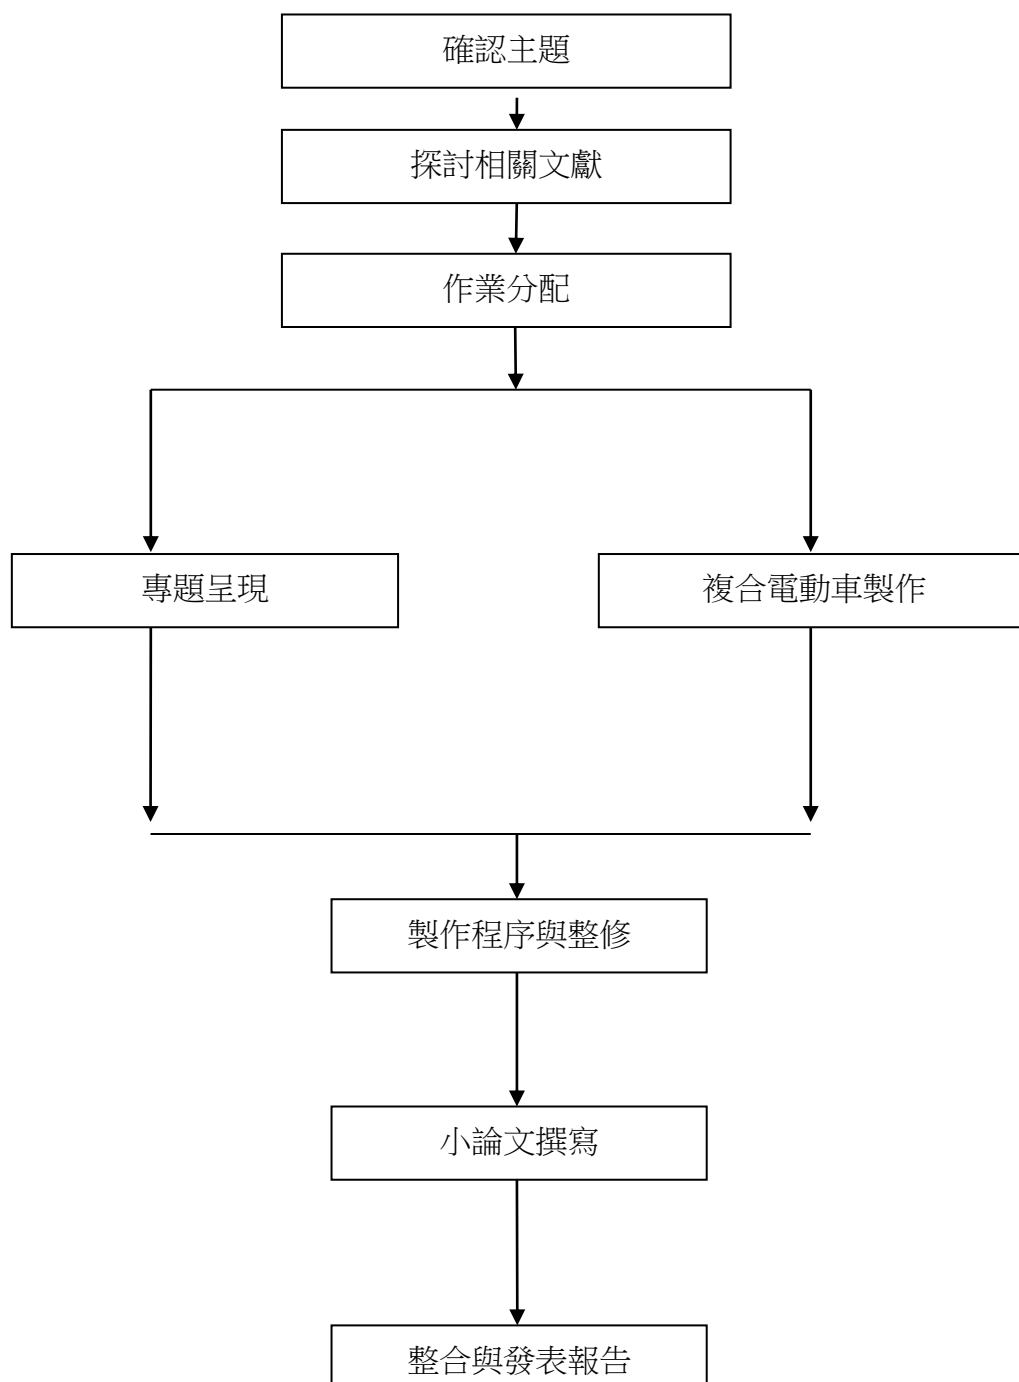 確認主題
探討相關文獻
作業分配
專題呈現
複合電動車製作
製作程序與整修
小論文撰寫
整合與發表報告